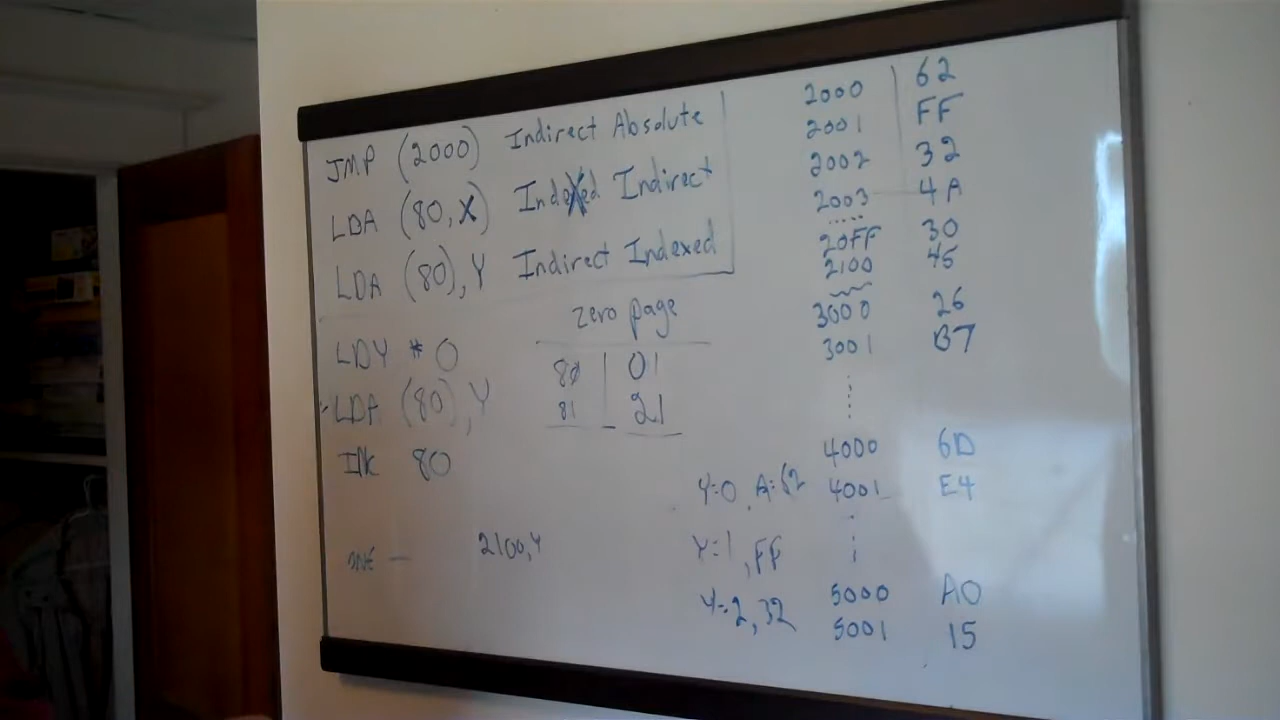 JMP (2000) Indirect Absolute
LDA (80,X) Indexed Indirect
LDA (80),Y Indirect Indexed
LDY # 0
LDA (80),Y
INC 80
BNE —
2100,Y
zero page
80 01
81 21
2000 62
2001 FF
2002 32
2003 4A
.....
20FF 30
2100 45
3000 26
3001 B7
4000 6D
4001 E4
5000 A0
5001 15
Y=0, A=62
Y=1, FF
Y=2, 32